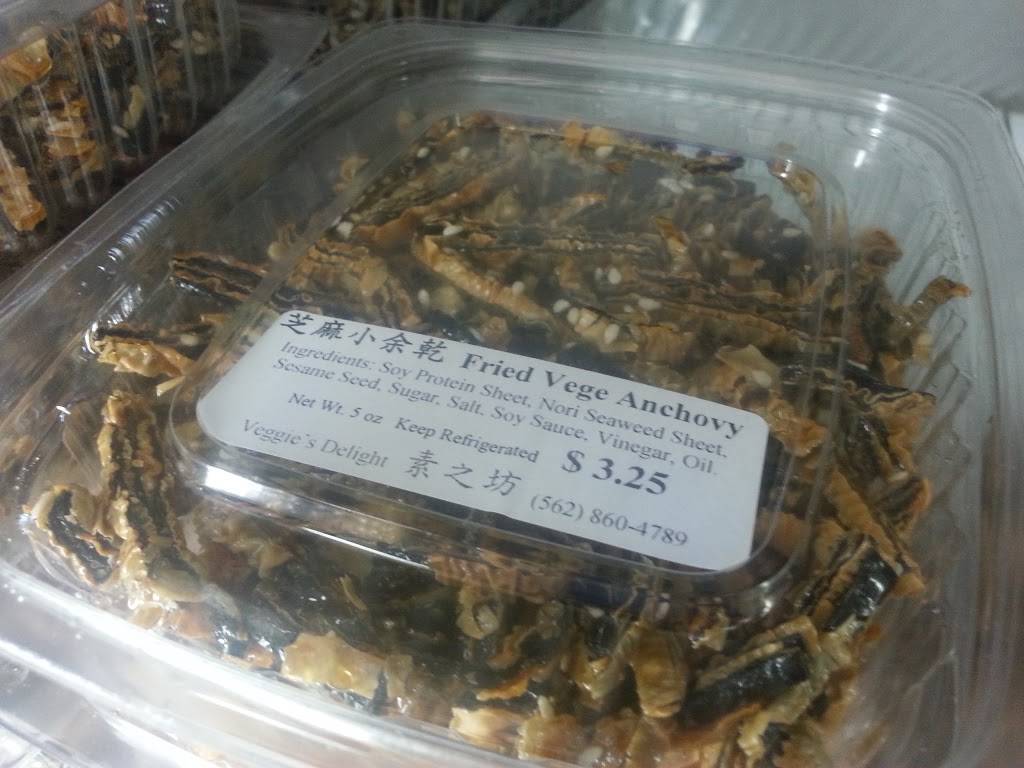 芝麻小余乾 Fried Vege Anchovy
Ingredients: Soy Protein Sheet, Nori Seaweed Sheet,
Sesame Seed, Sugar, Salt, Soy Sauce, Vinegar, Oil.
Net Wt. 5 oz Keep Refrigerated $ 3.25
Veggie's Delight 素之坊 (562) 860-4789